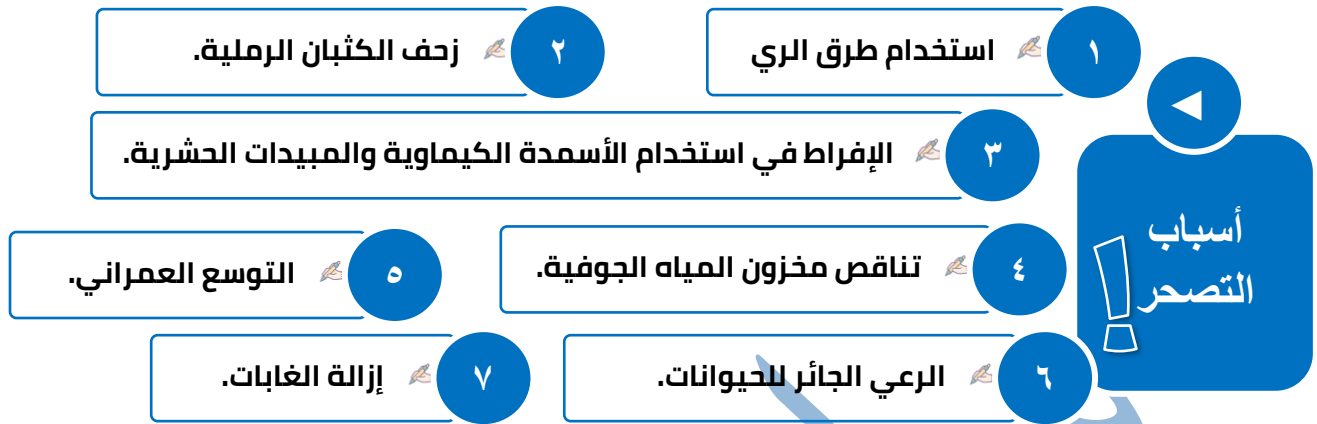 أسباب
التصحر
١ استخدام طرق الري
٢ زحف الكثبان الرملية.
٣ الإفراط في استخدام الأسمدة الكيماوية والمبيدات الحشرية.
٤ تناقص مخزون المياه الجوفية.
٥ التوسع العمراني.
٦ الرعي الجائر للحيوانات.
٧ إزالة الغابات.